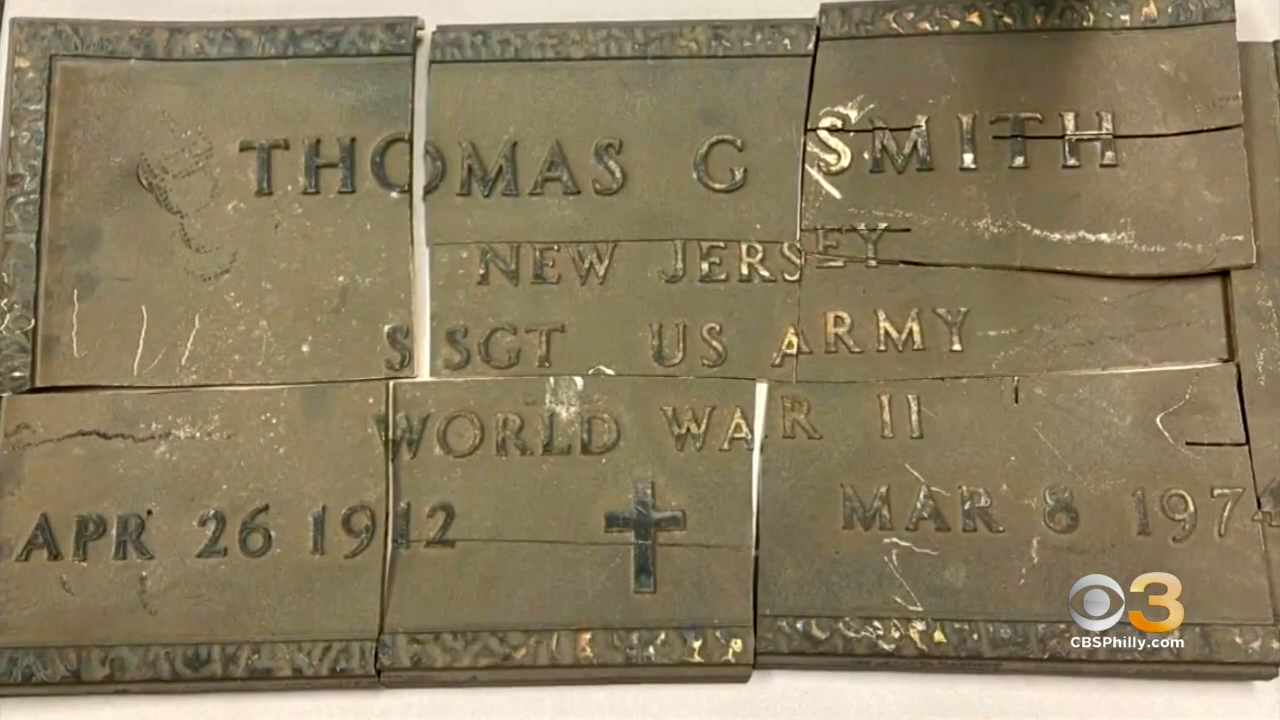 THOMAS G SMITH
NEW JERSEY
S SGT US ARMY
WORLD WAR II
APR 26 1912 MAR 8 1974
3
CBSPhilly.com